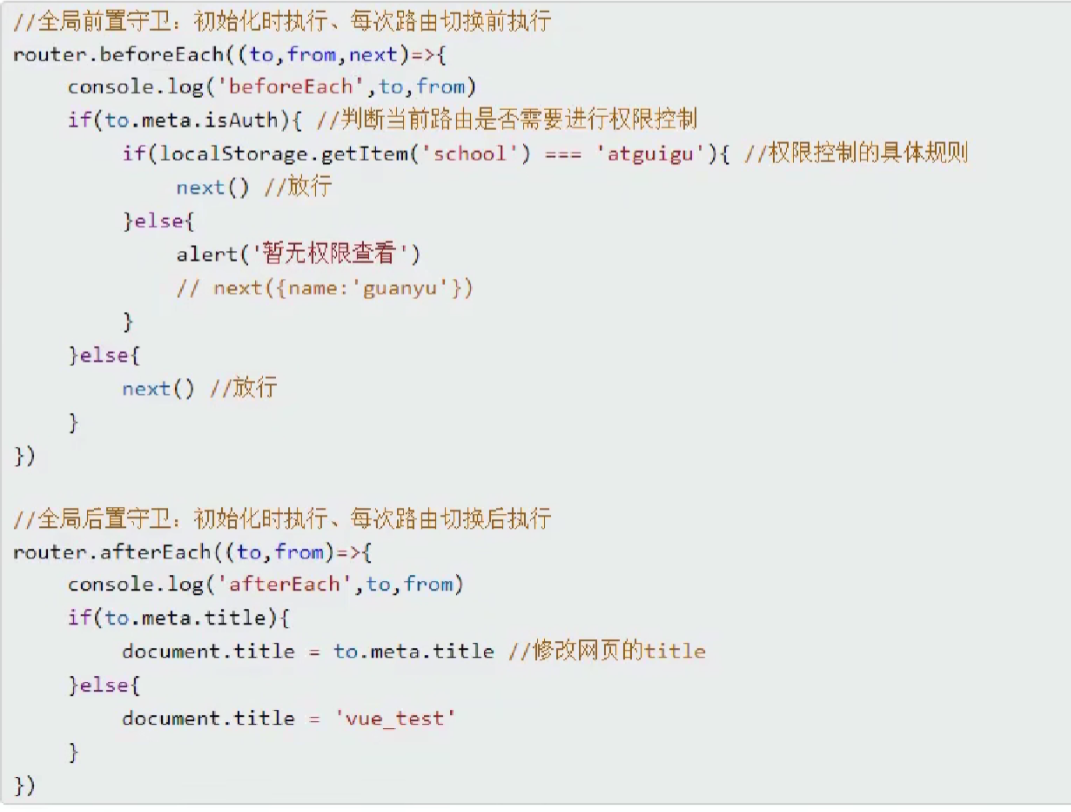 //全局前置守卫：初始化时执行、每次路由切换前执行
router.beforeEach((to,from,next)=>{
    console.log('beforeEach',to,from)
    if(to.meta.isAuth){ //判断当前路由是否需要进行权限控制
        if(localStorage.getItem('school') === 'atguigu'){ //权限控制的具体规则
            next() //放行
        }else{
            alert('暂无权限查看')
            // next({name:'guanyu'})
        }
    }else{
        next() //放行
    }
})

//全局后置守卫：初始化时执行、每次路由切换后执行
router.afterEach((to,from)=>{
    console.log('afterEach',to,from)
    if(to.meta.title){
        document.title = to.meta.title //修改网页的title
    }else{
        document.title = 'vue_test'
    }
})